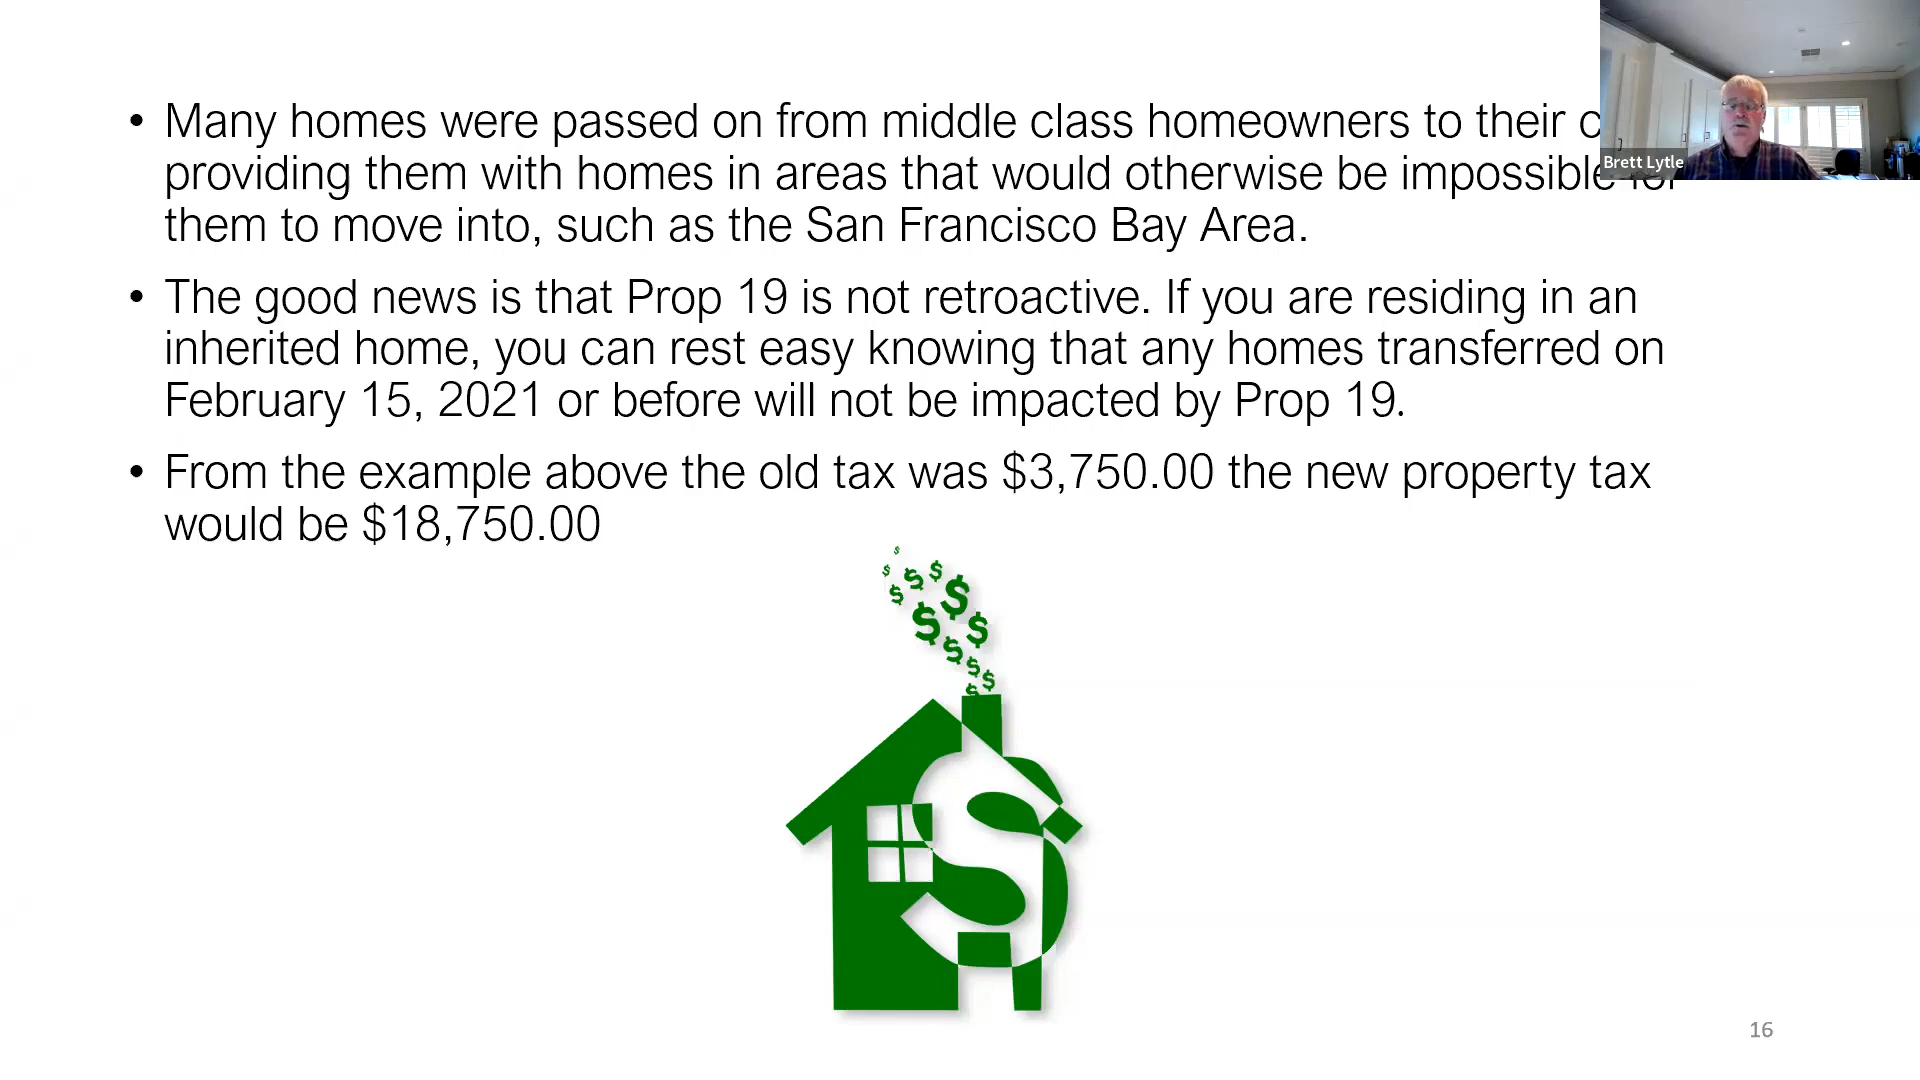 • Many homes were passed on from middle class homeowners to their
providing them with homes in areas that would otherwise be impossible for
them to move into, such as the San Francisco Bay Area.
• The good news is that Prop 19 is not retroactive. If you are residing in an
inherited home, you can rest easy knowing that any homes transferred on
February 15, 2021 or before will not be impacted by Prop 19.
• From the example above the old tax was $3,750.00 the new property tax
would be $18,750.00
Brett Lytle
16